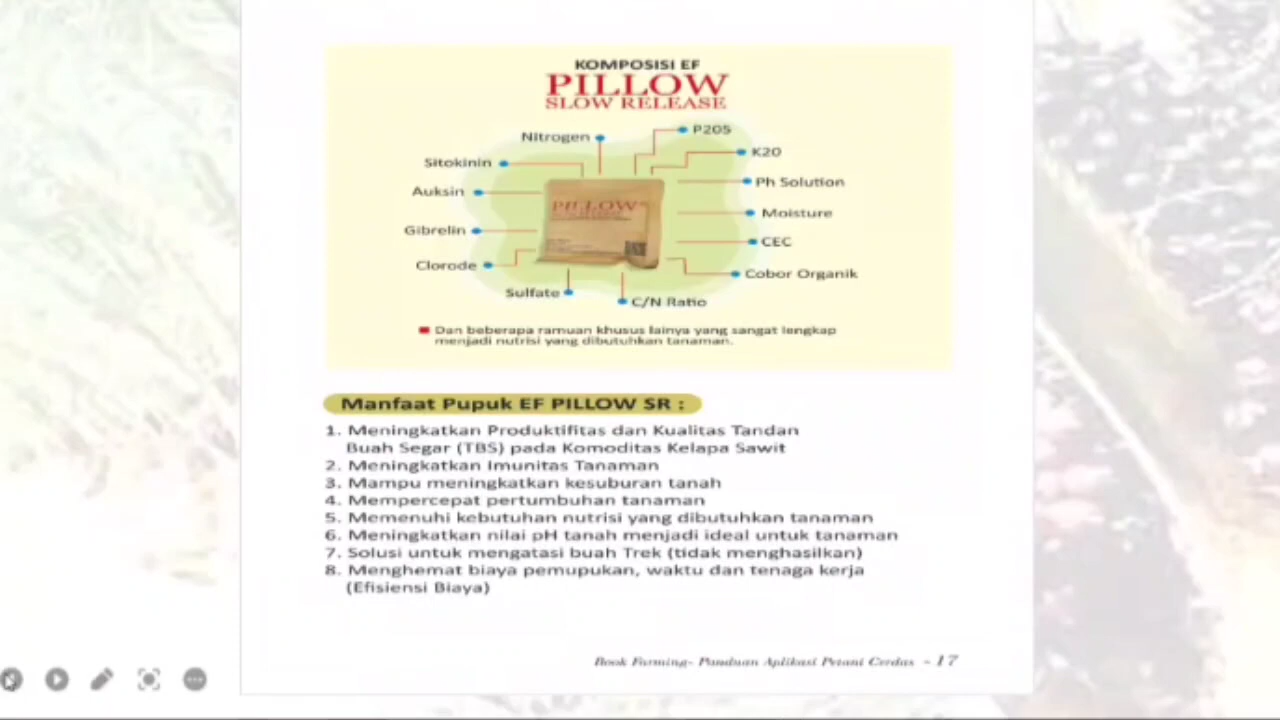 KOMPOSISI EF
PILLOW
SLOW RELEASE
Nitrogen
P205
Sitokinin
K20
Auksin
Ph Solution
Gibrelin
Moisture
Clorode
CEC
Cobor Organik
Sulfate
C/N Ratio
PILLOW
Dan beberapa ramuan khusus lainya yang sangat lengkap
menjadi nutrisi yang dibutuhkan tanaman.
Manfaat Pupuk EF PILLOW SR :
1. Meningkatkan Produktifitas dan Kualitas Tandan
Buah Segar (TBS) pada Komoditas Kelapa Sawit
2. Meningkatkan Imunitas Tanaman
3. Mampu meningkatkan kesuburan tanah
4. Mempercepat pertumbuhan tanaman
5. Memenuhi kebutuhan nutrisi yang dibutuhkan tanaman
6. Meningkatkan nilai pH tanah menjadi ideal untuk tanaman
7. Solusi untuk mengatasi buah Trek (tidak menghasilkan)
8. Menghemat biaya pemupukan, waktu dan tenaga kerja
(Efisiensi Biaya)
Book Farming- Panduan Aplikasi Petani Cerdas - 17